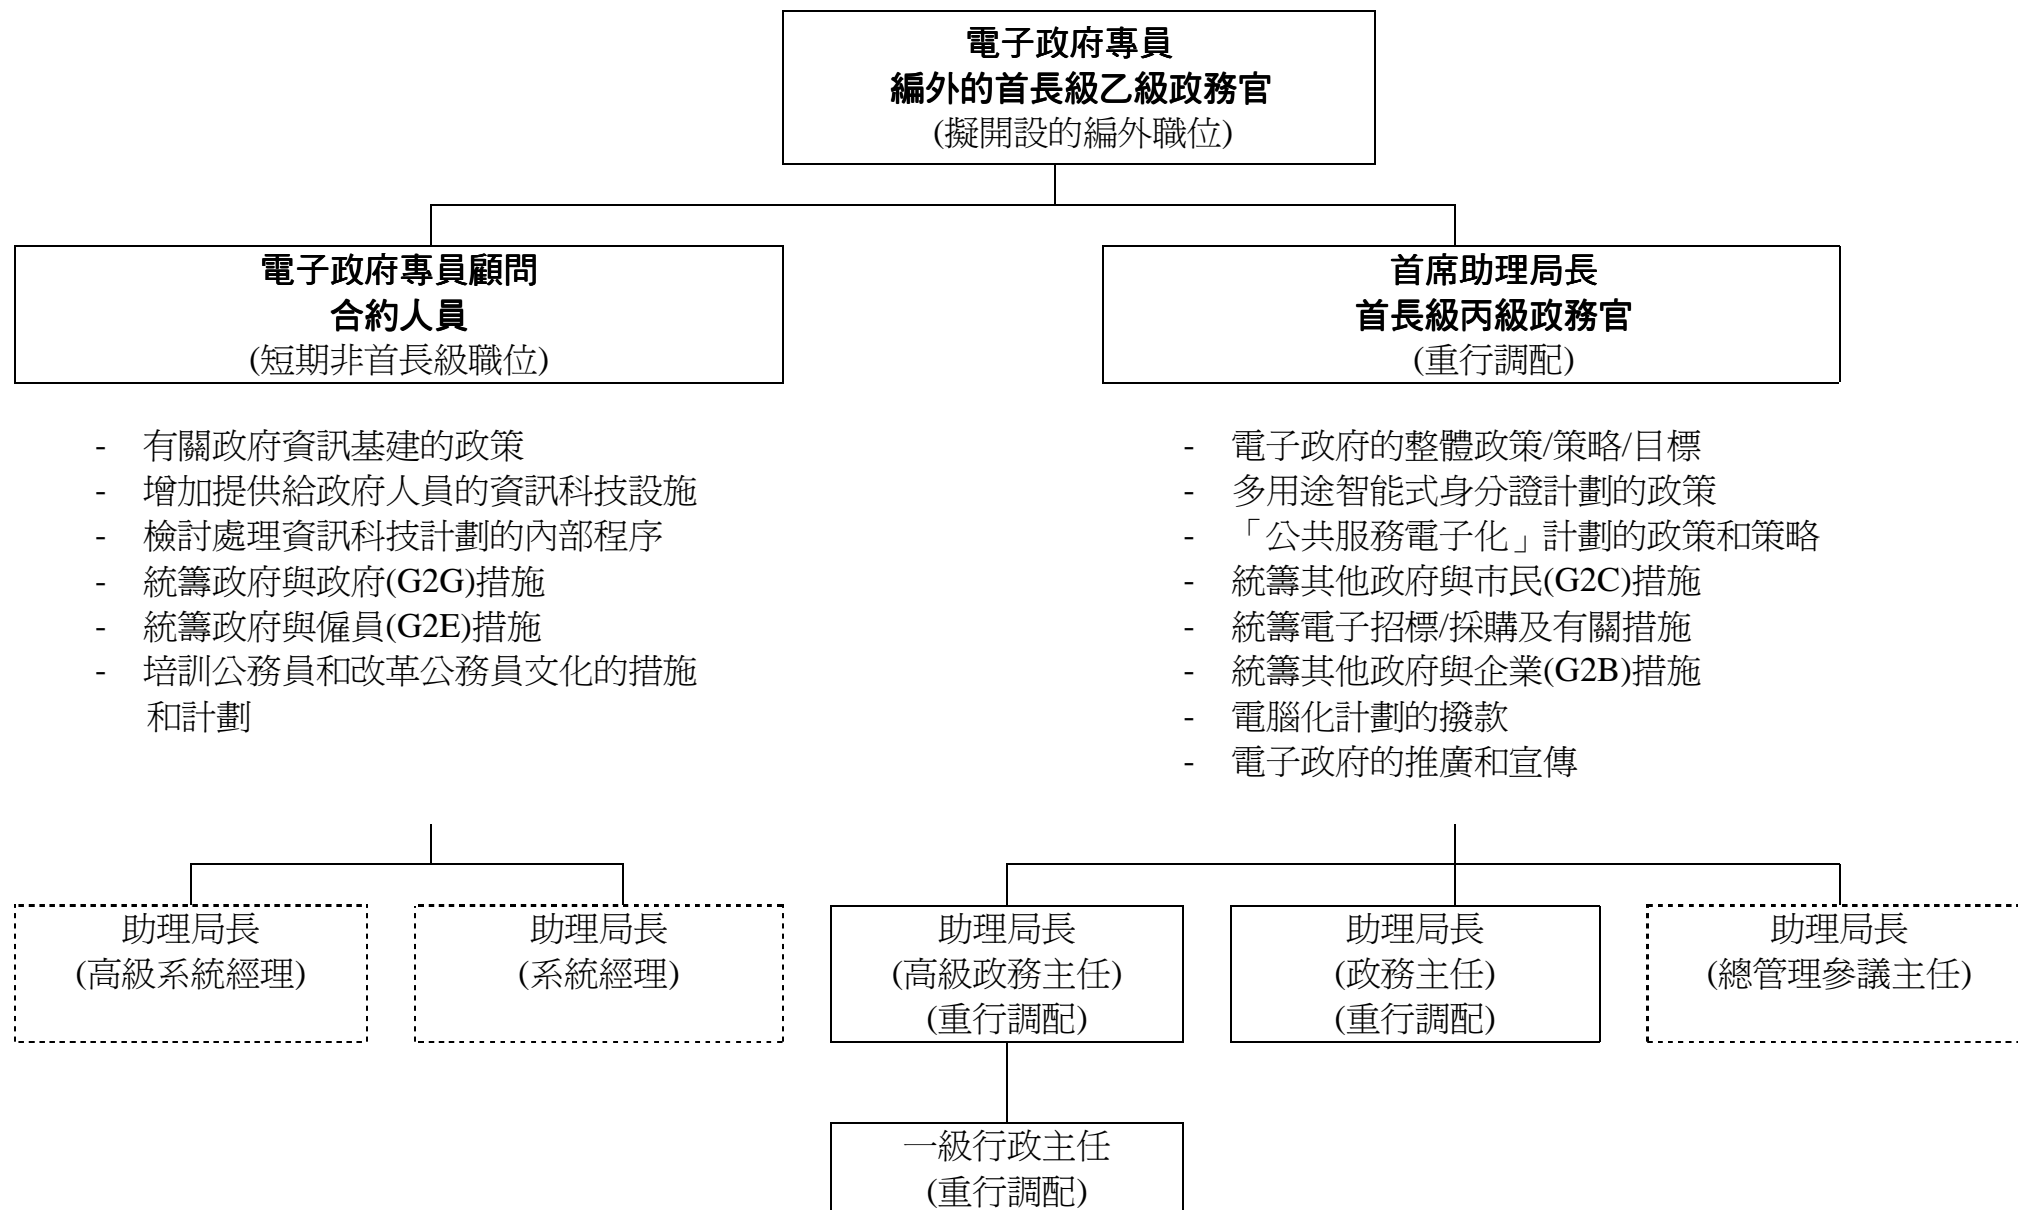 電子政府專員
編外的首長級乙級政務官
(擬開設的編外職位)
電子政府專員顧問
合約人員
(短期非首長級職位)
首席助理局長
首長級丙級政務官
(重行調配)
- 有關政府資訊基建的政策
- 增加提供給政府人員的資訊科技設施
- 檢討處理資訊科技計劃的內部程序
- 統籌政府與政府(G2G)措施
- 統籌政府與僱員(G2E)措施
- 培訓公務員和改革公務員文化的措施
和計劃
- 電子政府的整體政策/策略/目標
- 多用途智能式身分證計劃的政策
- 「公共服務電子化」計劃的政策和策略
- 統籌其他政府與市民(G2C)措施
- 統籌電子招標/採購及有關措施
- 統籌其他政府與企業(G2B)措施
- 電腦化計劃的撥款
- 電子政府的推廣和宣傳
助理局長
(高級系統經理)
助理局長
(系統經理)
助理局長
(高級政務主任)
(重行調配)
助理局長
(政務主任)
(重行調配)
助理局長
(總管理參議主任)
一級行政主任
(重行調配)